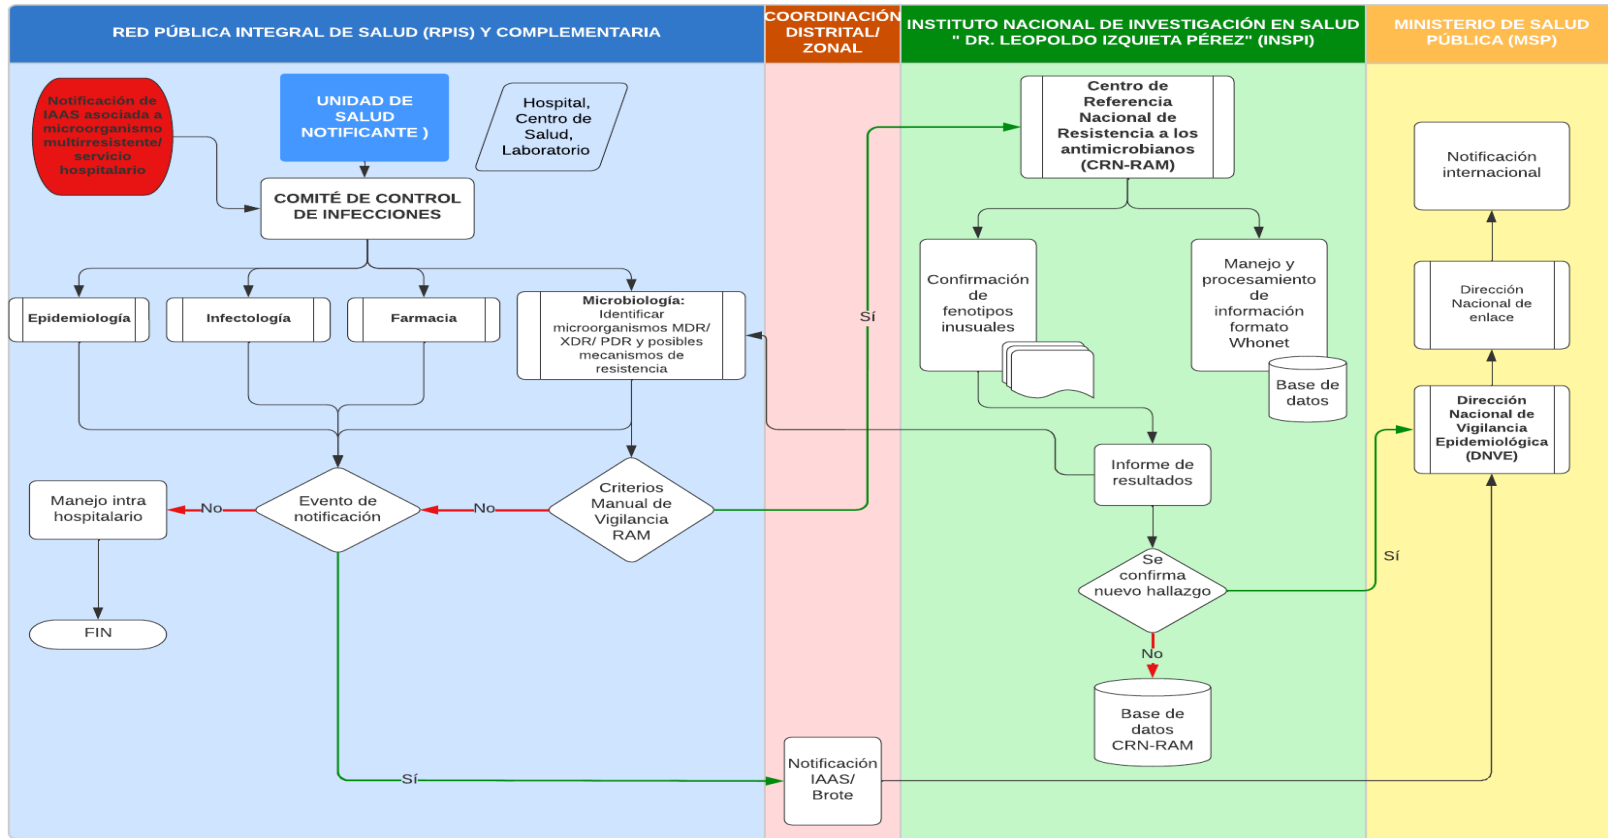 RED PÚBLICA INTEGRAL DE SALUD (RPIS) Y COMPLEMENTARIA
COORDINACIÓN
DISTRITAL/
ZONAL
INSTITUTO NACIONAL DE INVESTIGACIÓN EN SALUD
" DR. LEOPOLDO IZQUIETA PÉREZ" (INSPI)
MINISTERIO DE SALUD
PÚBLICA (MSP)
Notificación de
IAAS asociada a
microorganismo
multirresistente/
servicio
hospitalario
UNIDAD DE
SALUD
NOTIFICANTE )
Hospital,
Centro de
Salud,
Laboratorio
COMITÉ DE CONTROL
DE INFECCIONES
Epidemiología
Infectología
Farmacia
Microbiología:
Identificar
microorganismos MDR/
XDR/ PDR y posibles
mecanismos de
resistencia
Criterios
Manual de
Vigilancia
RAM
No
Evento de
notificación
No
Manejo intra
hospitalario
FIN
Sí
Sí
Notificación
IAAS/
Brote
Centro de
Referencia
Nacional de
Resistencia a los
antimicrobianos
(CRN-RAM)
Confirmación
de
fenotipos
inusuales
Manejo y
procesamiento
de
información
formato
Whonet
Base de
datos
Informe de
resultados
Se
confirma
nuevo hallazgo
No
Base de
datos
CRN-RAM
Sí
Notificación
internacional
Dirección
Nacional de
enlace
Dirección
Nacional de
Vigilancia
Epidemiológica
(DNVE)